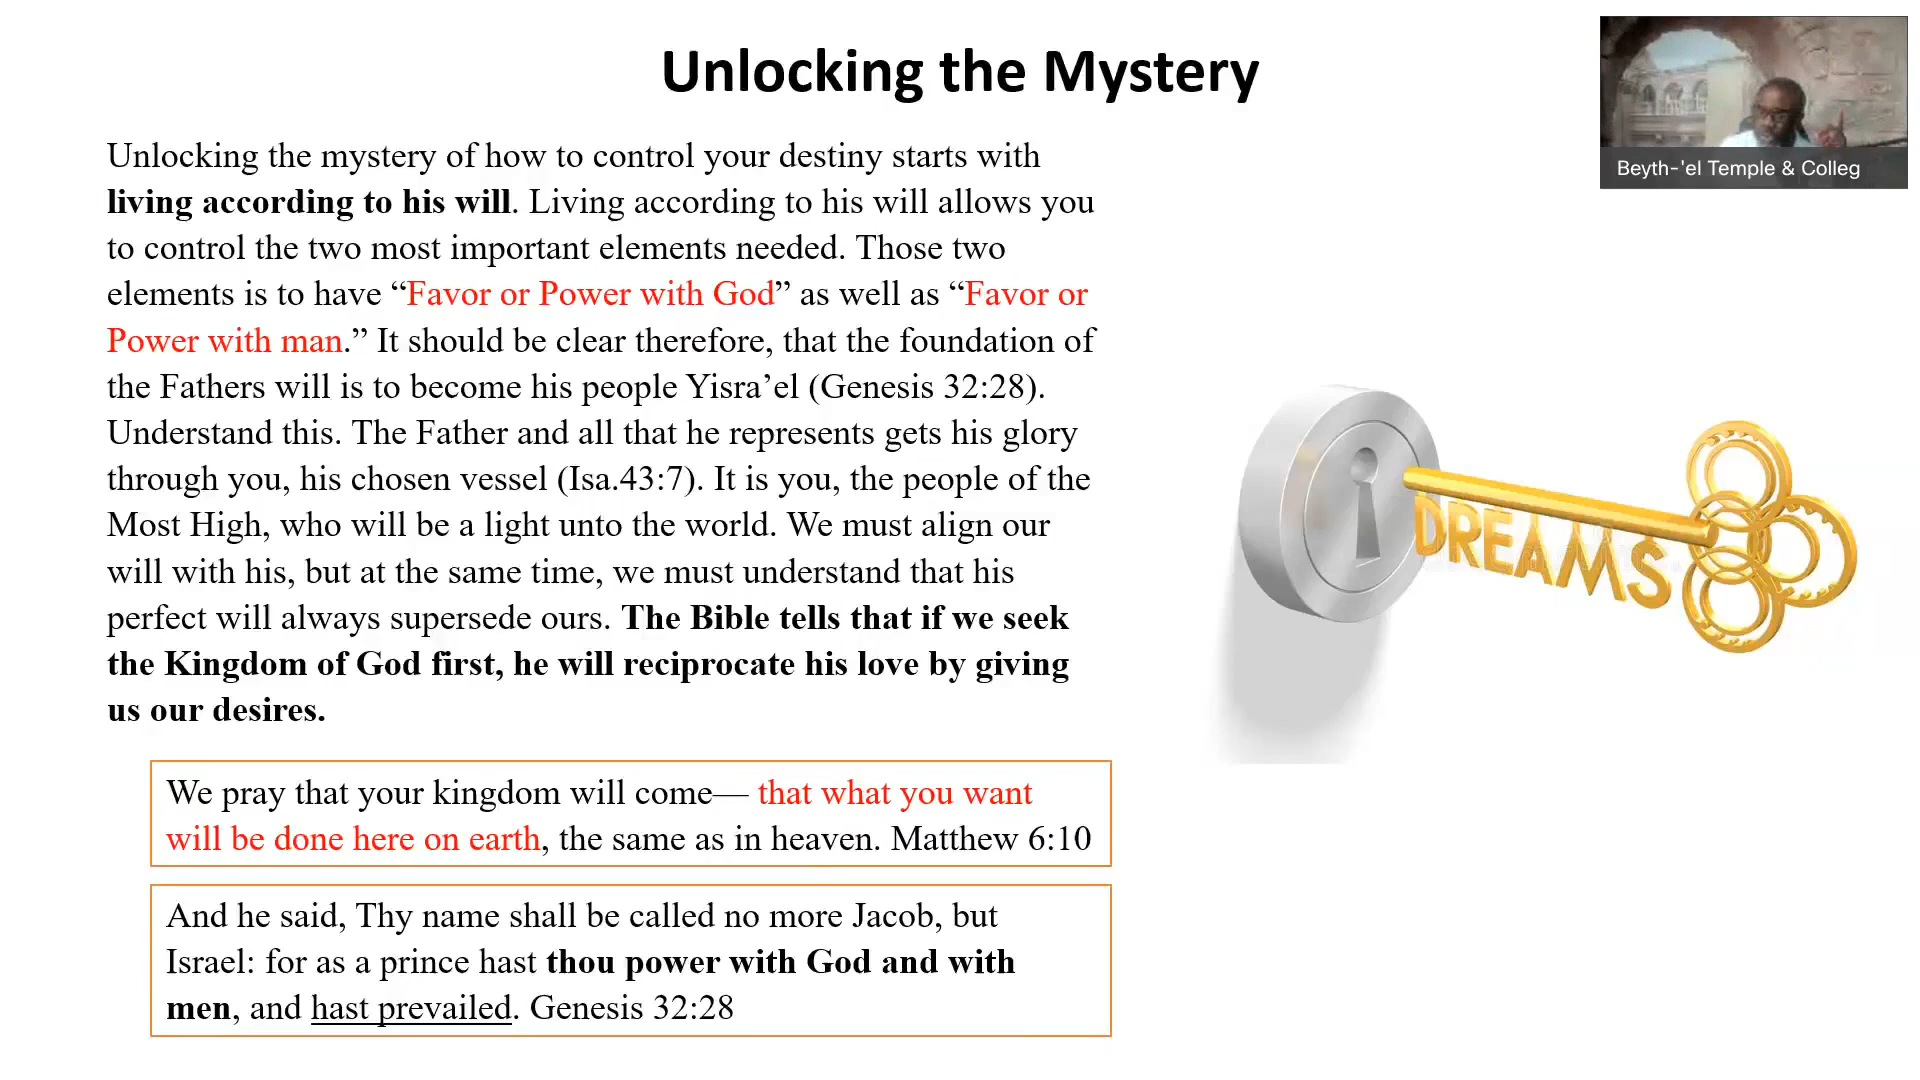 Unlocking the Mystery
Beyth-'el Temple & Colleg
Unlocking the mystery of how to control your destiny starts with
living according to his will. Living according to his will allows you
to control the two most important elements needed. Those two
elements is to have “Favor or Power with God” as well as “Favor or
Power with man.” It should be clear therefore, that the foundation of
the Fathers will is to become his people Yisra’el (Genesis 32:28).
Understand this. The Father and all that he represents gets his glory
through you, his chosen vessel (Isa.43:7). It is you, the people of the
Most High, who will be a light unto the world. We must align our
will with his, but at the same time, we must understand that his
perfect will always supersede ours. The Bible tells that if we seek
the Kingdom of God first, he will reciprocate his love by giving
us our desires.
DREAMS
We pray that your kingdom will come— that what you want
will be done here on earth, the same as in heaven. Matthew 6:10
And he said, Thy name shall be called no more Jacob, but
Israel: for as a prince hast thou power with God and with
men, and hast prevailed. Genesis 32:28